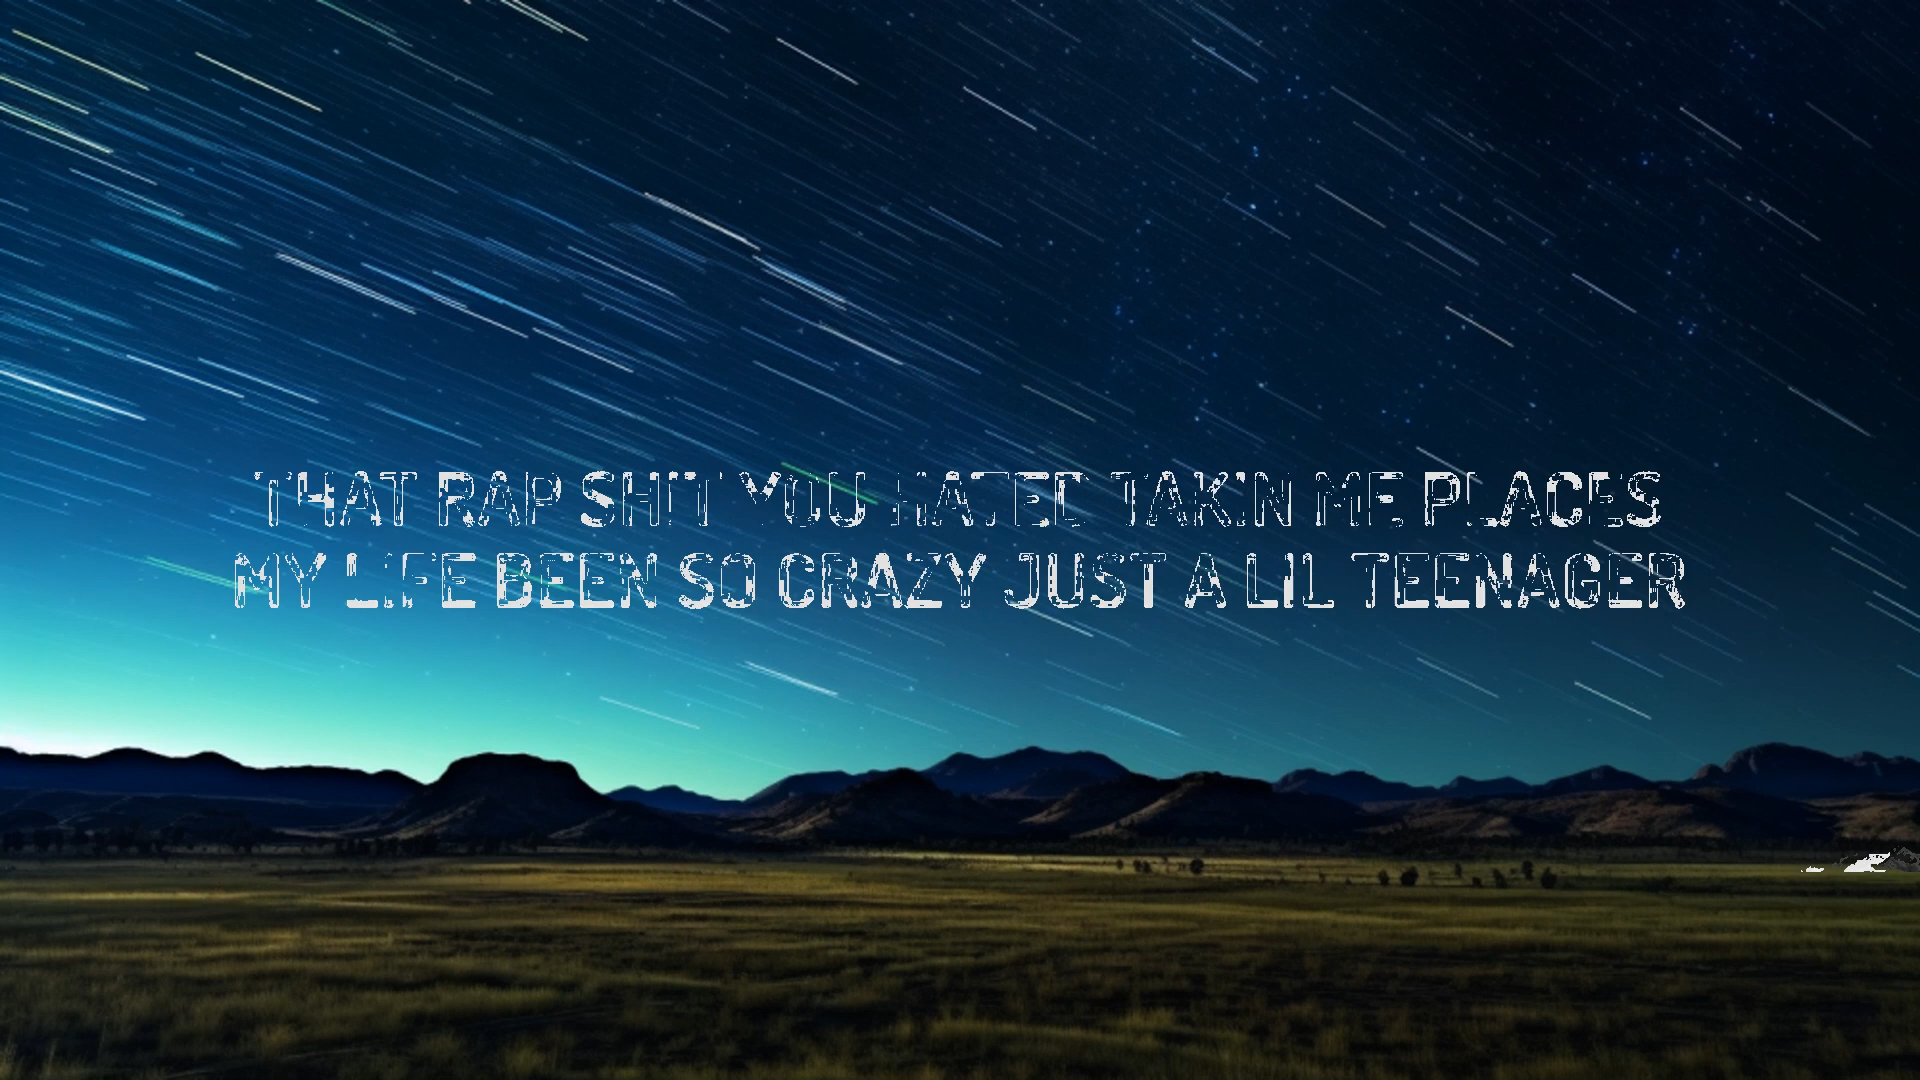 THAT RAP SHIT YOU HATED TAKIN ME PLACES
MY LIFE BEEN SO CRAZY JUST A LIL TEENAGER